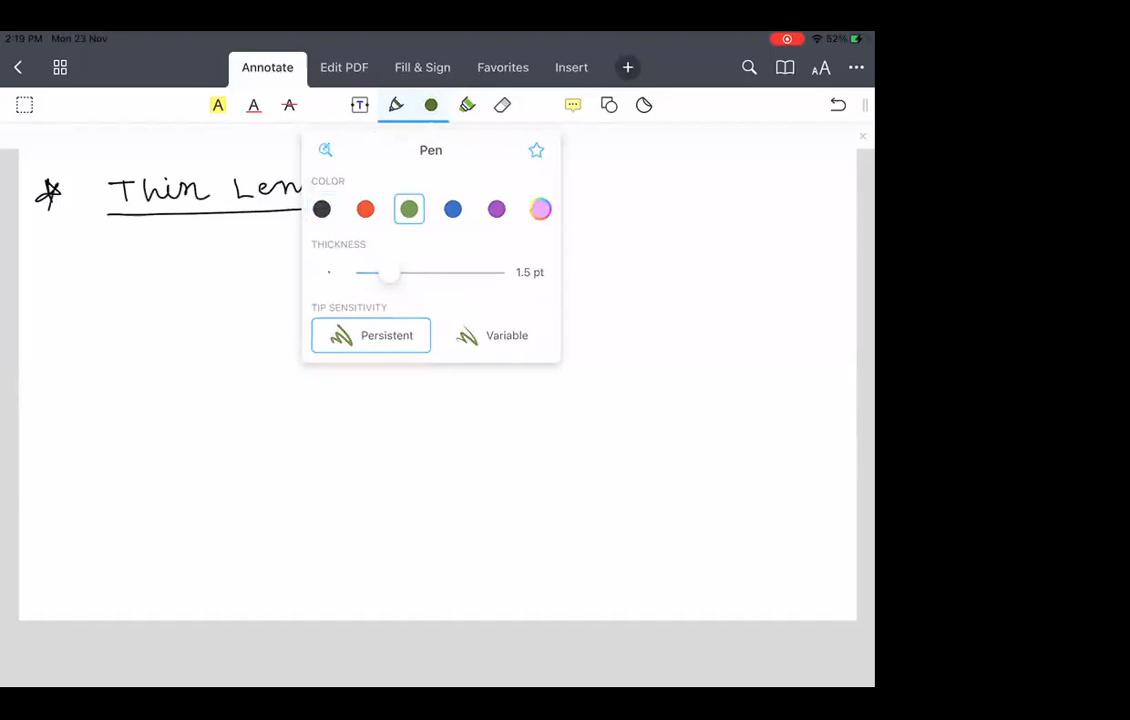 2:19 PM Mon 23 Nov 52%
Annotate Edit PDF Fill & Sign Favorites Insert
A A A T
Pen
COLOR
THICKNESS
1.5 pt
TIP SENSITIVITY
Persistent Variable
Thin Len